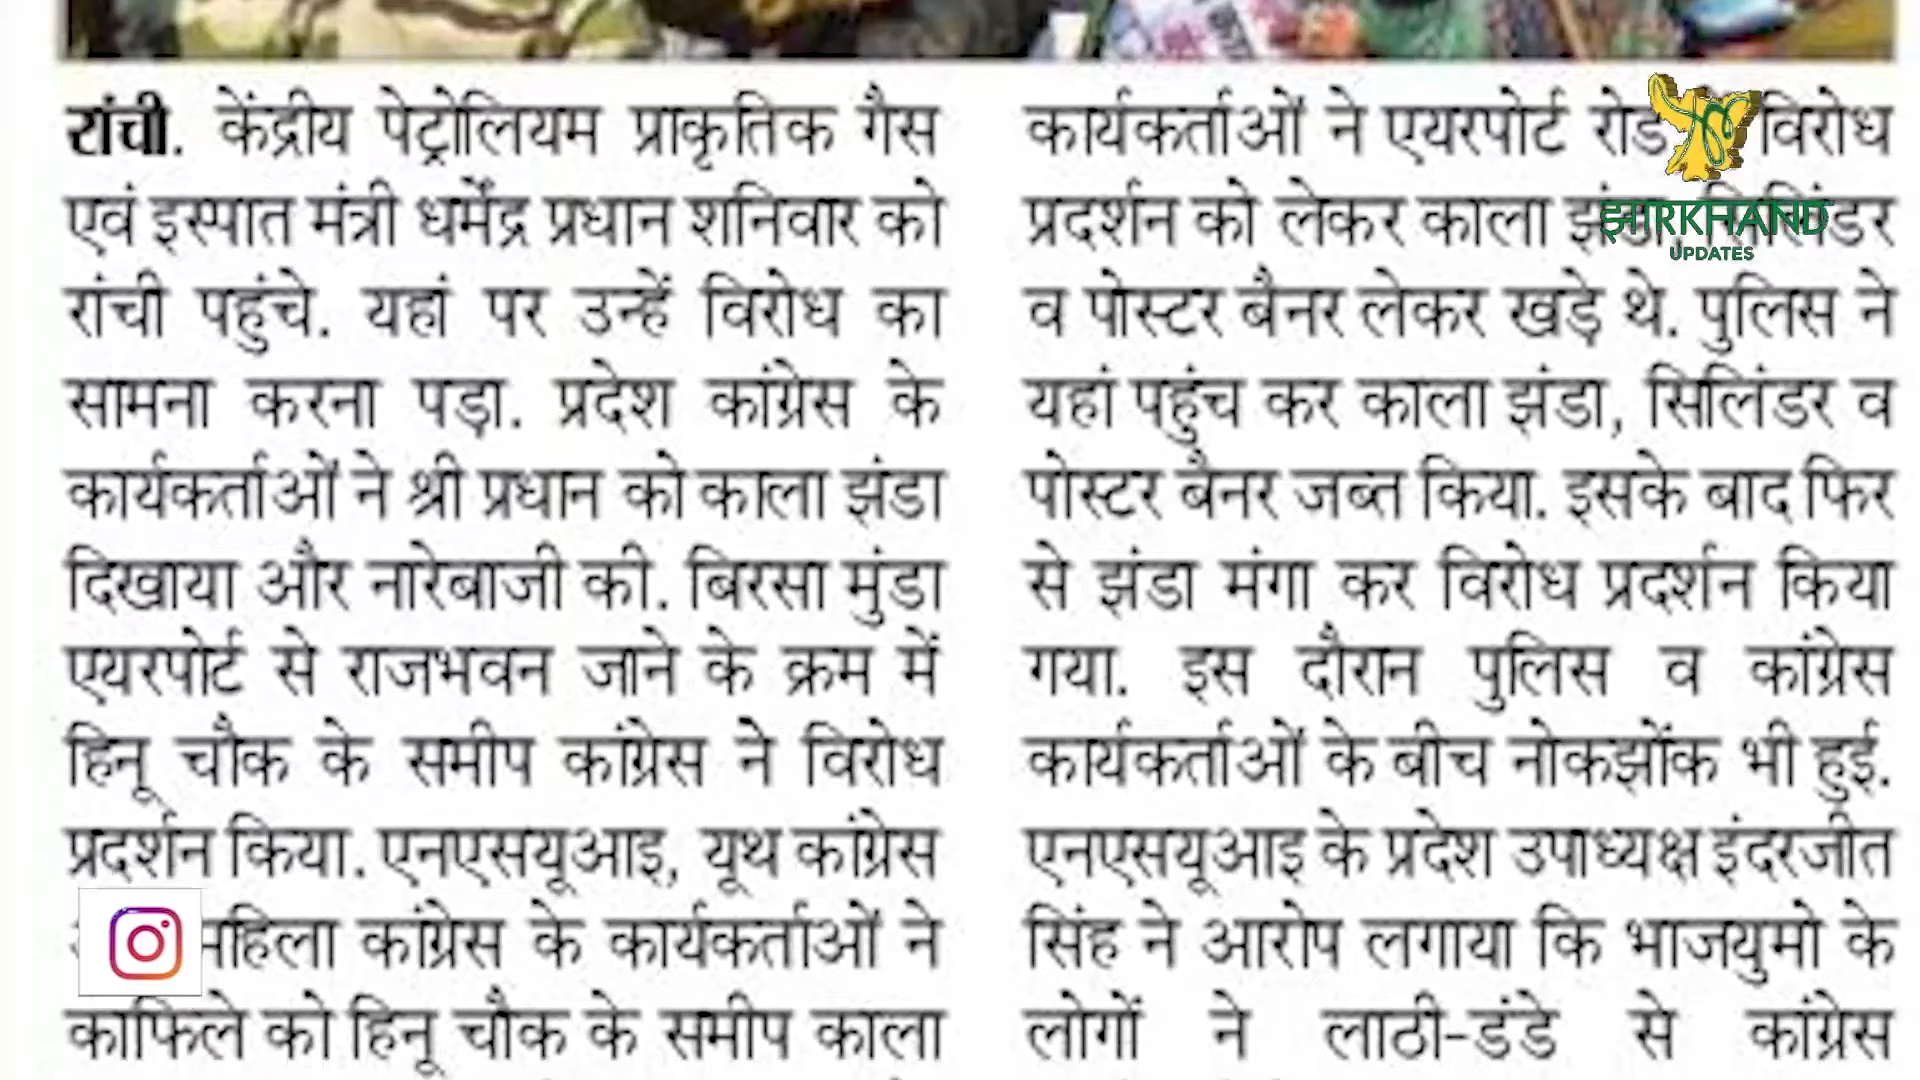 रांची. केंद्रीय पेट्रोलियम प्राकृतिक गैस
एवं इस्पात मंत्री धर्मेंद्र प्रधान शनिवार को
रांची पहुंचे. यहां पर उन्हें विरोध का
सामना करना पड़ा. प्रदेश कांग्रेस के
कार्यकर्ताओं ने श्री प्रधान को काला झंडा
दिखाया और नारेबाजी की. बिरसा मुंडा
एयरपोर्ट से राजभवन जाने के क्रम में
हिनू चौक के समीप कांग्रेस ने विरोध
प्रदर्शन किया. एनएसयूआइ, यूथ कांग्रेस
महिला कांग्रेस के कार्यकर्ताओं ने
काफिले को हिनू चौक के समीप काला
कार्यकर्ताओं ने एयरपोर्ट रोड विरोध
प्रदर्शन को लेकर काला
व पोस्टर बैनर लेकर खड़े थे. पुलिस ने
यहां पहुंच कर काला झंडा, सिलिंडर व
पोस्टर बैनर जब्त किया. इसके बाद फिर
से झंडा मंगा कर विरोध प्रदर्शन किया
गया. इस दौरान पुलिस व कांग्रेस
कार्यकर्ताओं के बीच नोकझोंक भी हुई.
एनएसयूआइ के प्रदेश उपाध्यक्ष इंदरजीत
सिंह ने आरोप लगाया कि भाजयुमो के
लोगों ने लाठी-डंडे से कांग्रेस
झाRKHAND
UPDATES